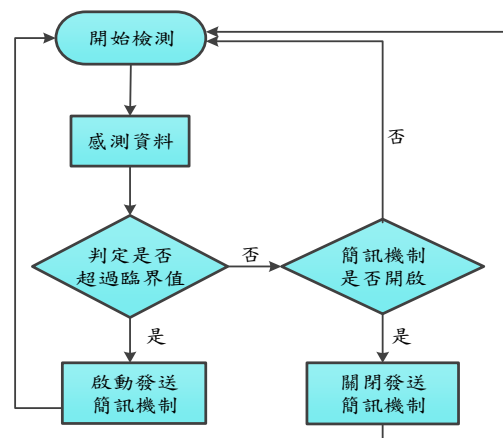 開始檢測
感測資料
判定是否
超過臨界值
否
簡訊機制
是否開啟
否
是
啟動發送
簡訊機制
是
關閉發送
簡訊機制